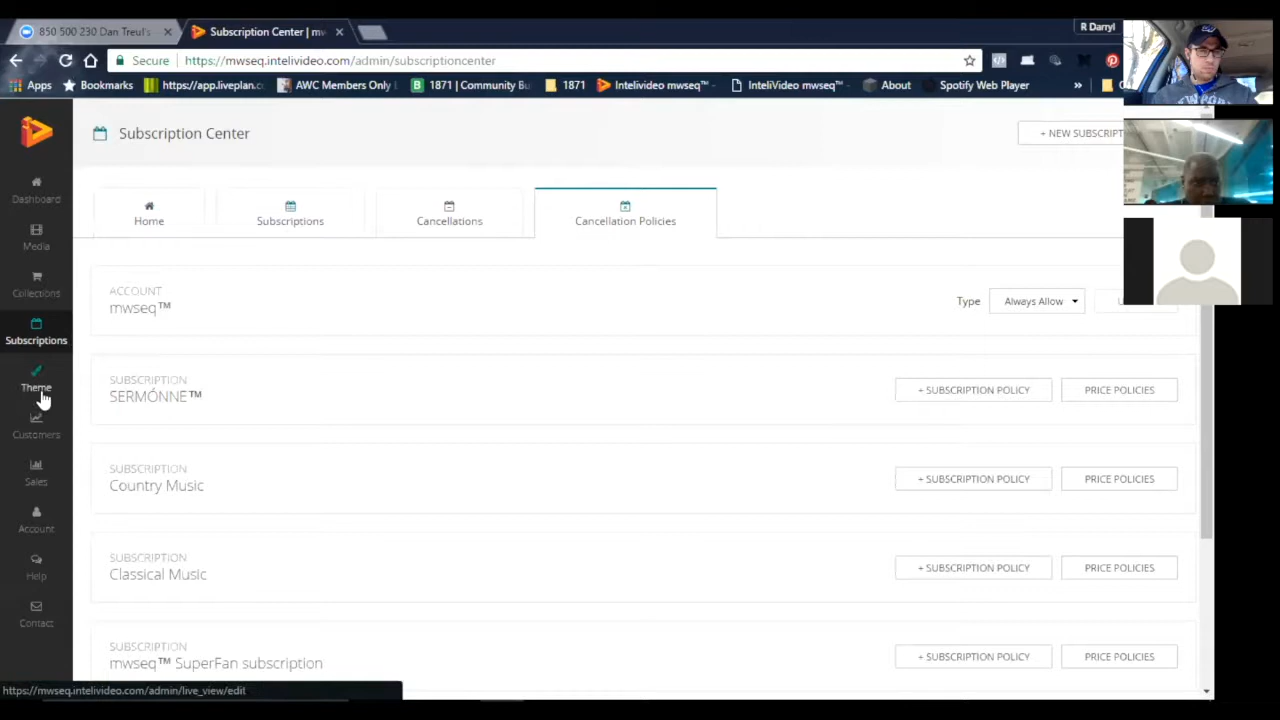 850 500 230 Dan Treul's
Subscription Center | mw
R Darryl
Secure
https://mwseq.intelivideo.com/admin/subscriptioncenter
Apps
Bookmarks
https://app.liveplan.c
AWC Members Only
1871 | Community Bu
1871
Intelivideo mwseq™
InteliVideo mwseq™
About
Spotify Web Player
»
Subscription Center
+ NEW SUBSCRIPT
Dashboard
Media
Collections
Subscriptions
Theme
Customers
Sales
Account
Help
Contact
Home
Subscriptions
Cancellations
Cancellation Policies
ACCOUNT
mwseq™
Type
Always Allow
SUBSCRIPTION
SERMÓNNE™
+ SUBSCRIPTION POLICY
PRICE POLICIES
SUBSCRIPTION
Country Music
+ SUBSCRIPTION POLICY
PRICE POLICIES
SUBSCRIPTION
Classical Music
+ SUBSCRIPTION POLICY
PRICE POLICIES
SUBSCRIPTION
mwseq™ SuperFan subscription
+ SUBSCRIPTION POLICY
PRICE POLICIES
https://mwseq.intelivideo.com/admin/live_view/edit